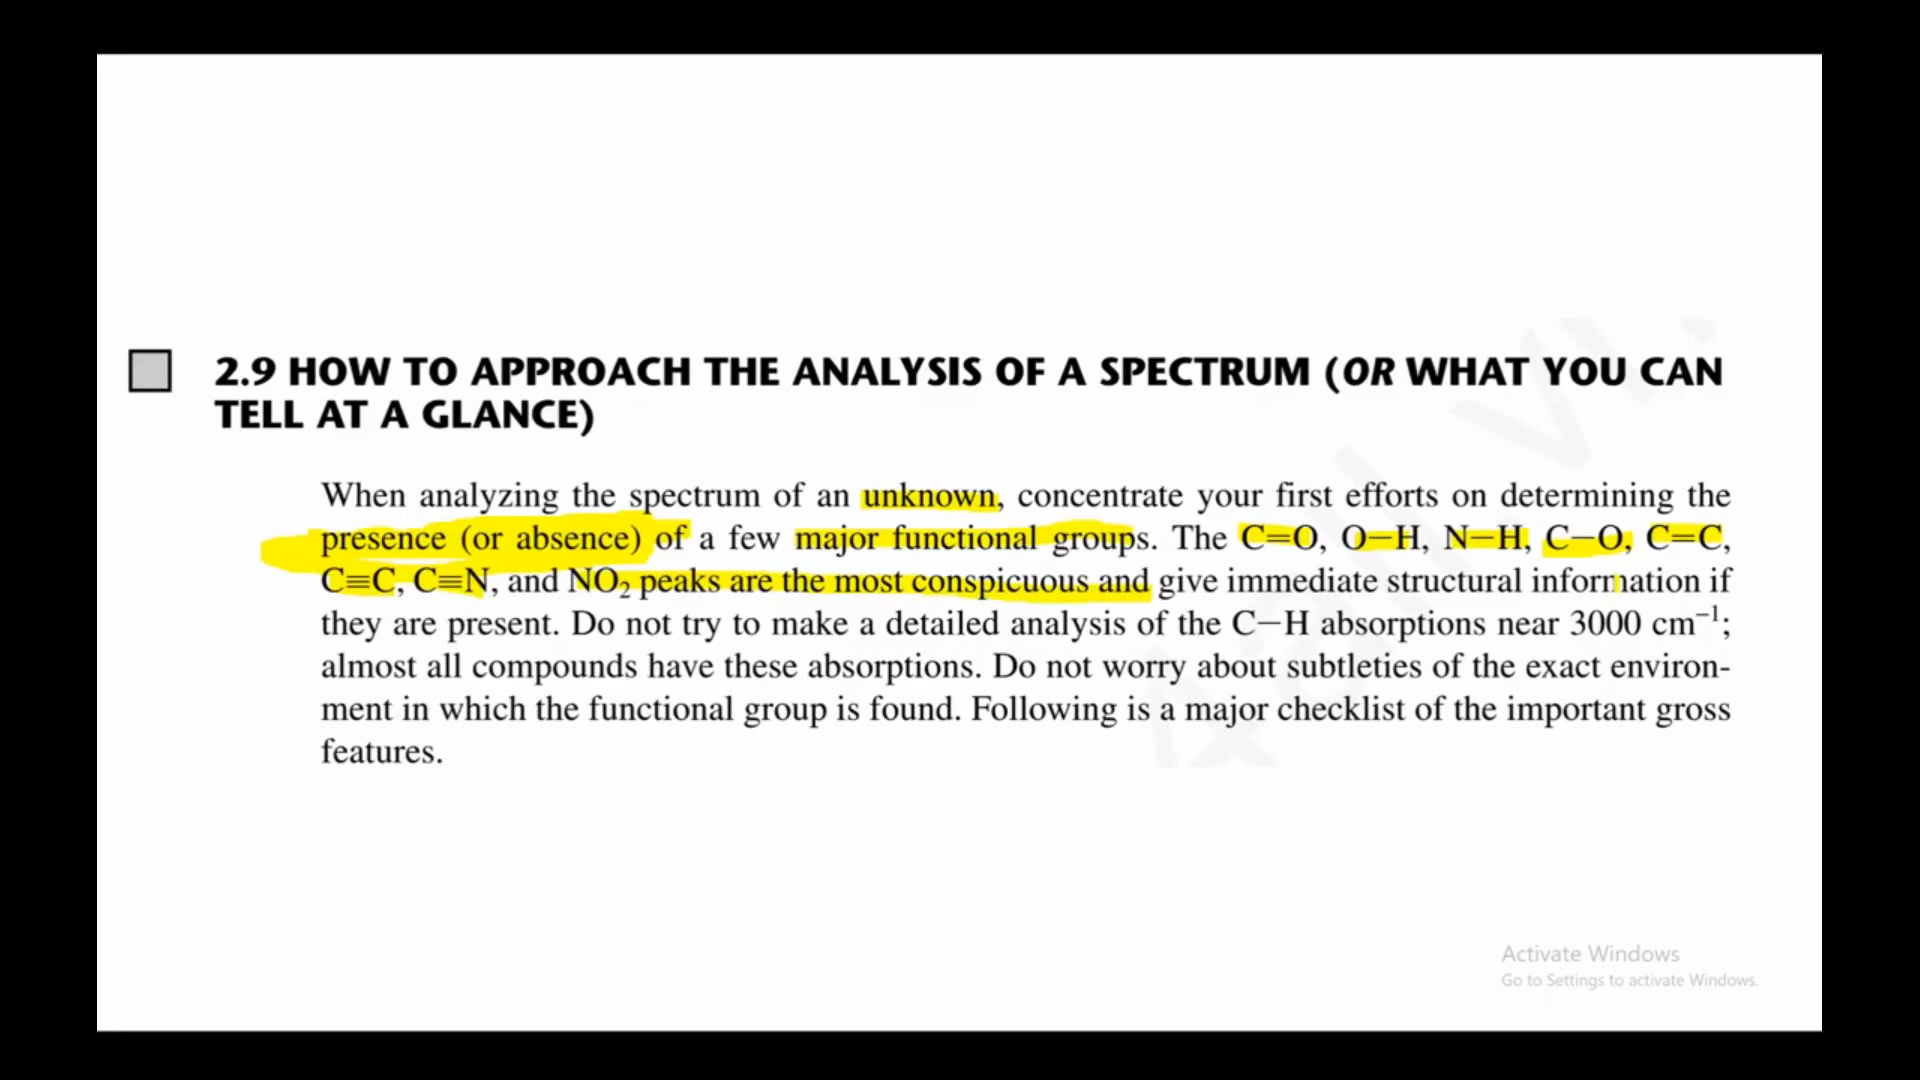 2.9 HOW TO APPROACH THE ANALYSIS OF A SPECTRUM (OR WHAT YOU CAN
TELL AT A GLANCE)
When analyzing the spectrum of an unknown, concentrate your first efforts on determining the
presence (or absence) of a few major functional groups. The C=O, O−H, N−H, C−O, C=C,
C≡C, C≡N, and NO₂ peaks are the most conspicuous and give immediate structural information if
they are present. Do not try to make a detailed analysis of the C−H absorptions near 3000 cm⁻¹;
almost all compounds have these absorptions. Do not worry about subtleties of the exact environ-
ment in which the functional group is found. Following is a major checklist of the important gross
features.
Activate Windows
Go to Settings to activate Windows.